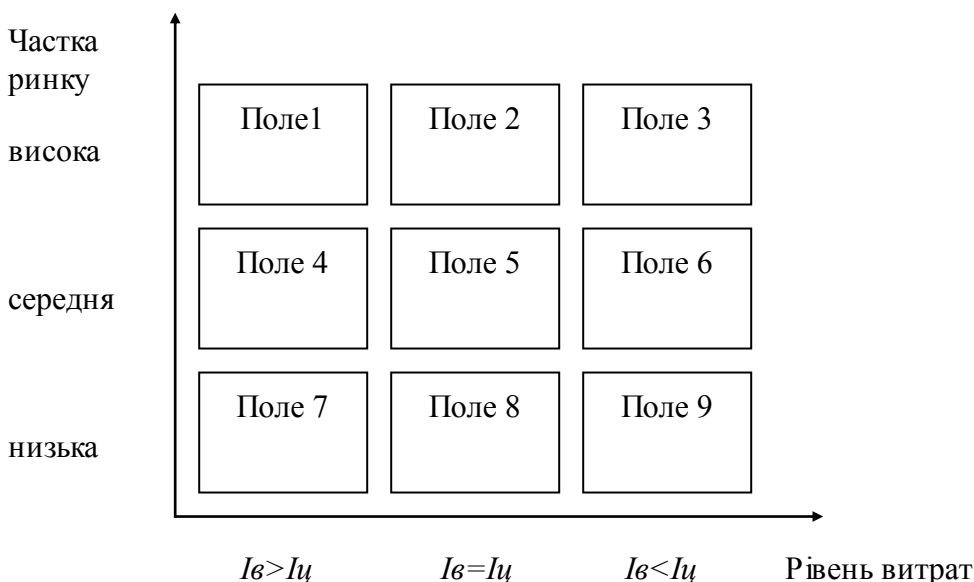 Частка
ринку
Поле1 Поле 2 Поле 3
висока
Поле 4 Поле 5 Поле 6
середня
Поле 7 Поле 8 Поле 9
низька
Ів>Іц Ів=Іц Ів<Іц Рівень витрат